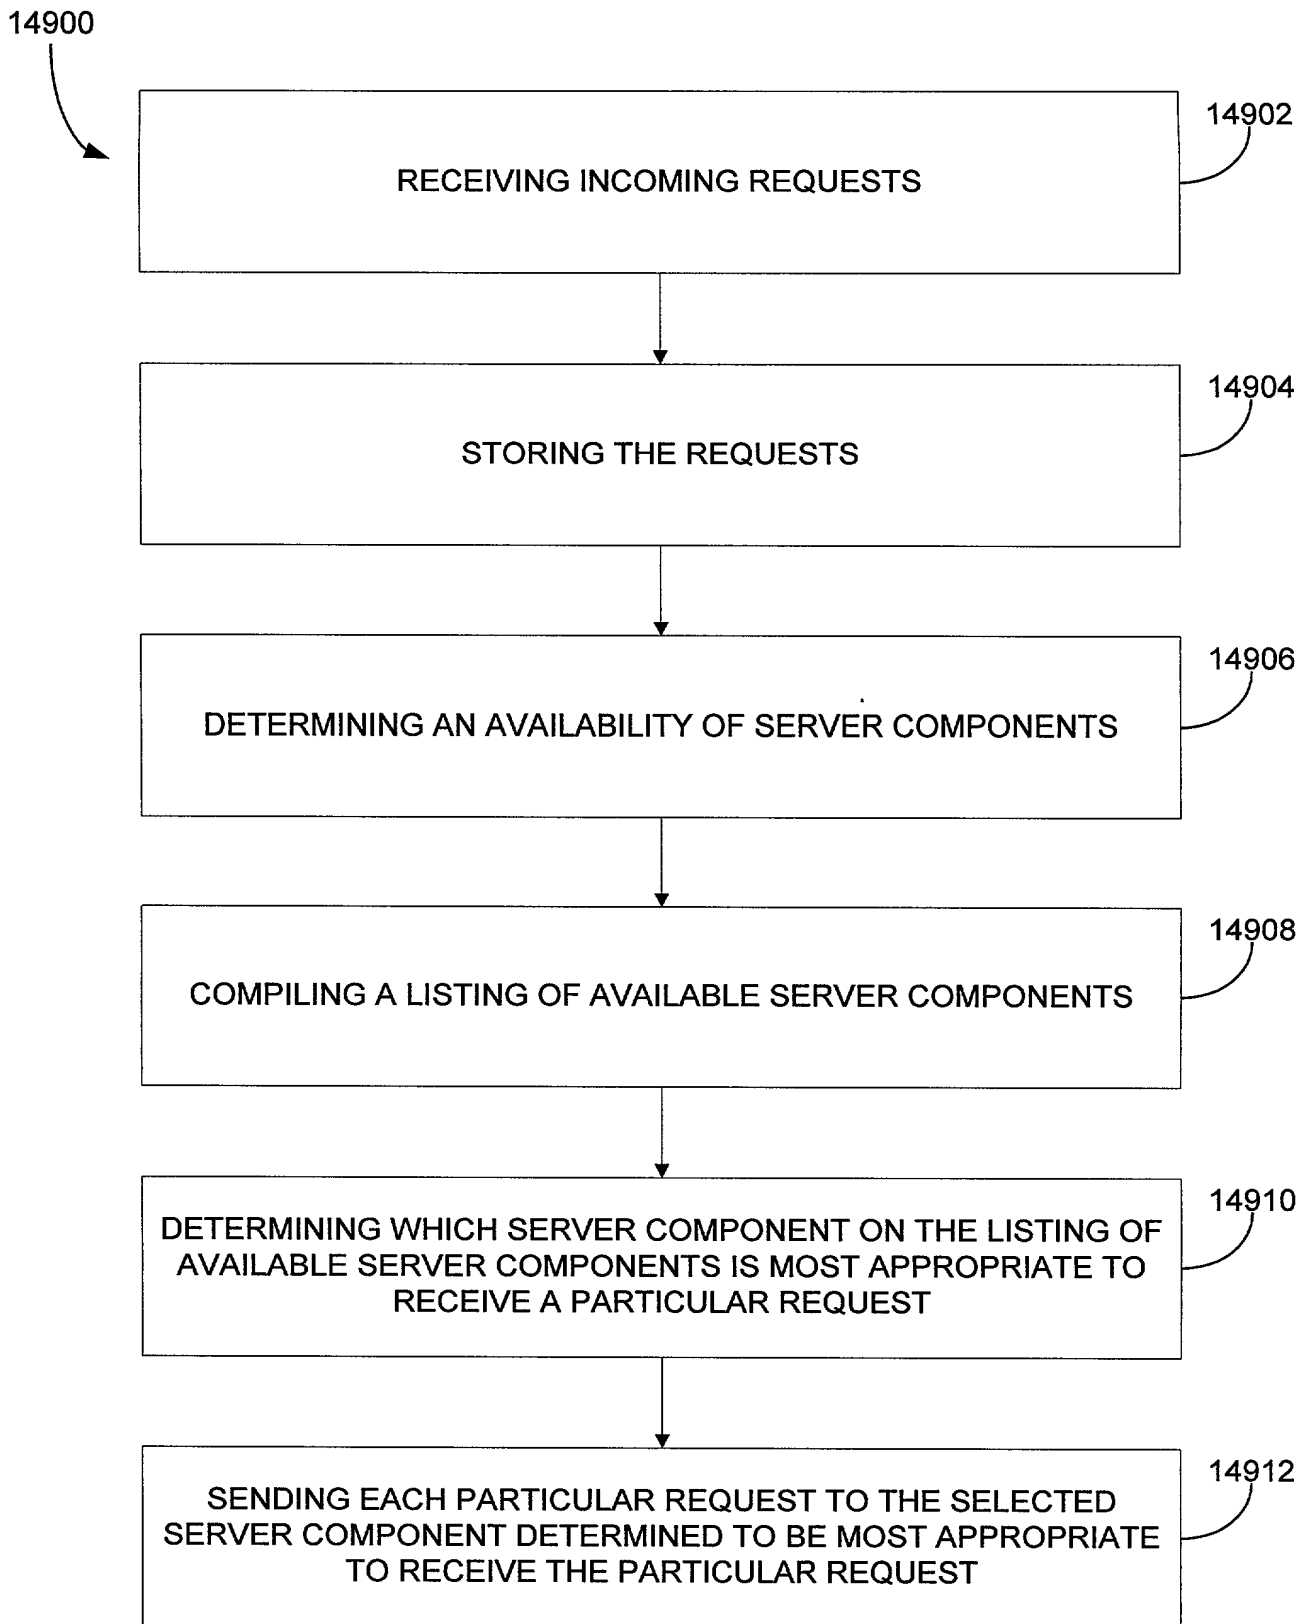 14900
14902
RECEIVING INCOMING REQUESTS
14904
STORING THE REQUESTS
14906
DETERMINING AN AVAILABILITY OF SERVER COMPONENTS
14908
COMPILING A LISTING OF AVAILABLE SERVER COMPONENTS
14910
DETERMINING WHICH SERVER COMPONENT ON THE LISTING OF
AVAILABLE SERVER COMPONENTS IS MOST APPROPRIATE TO
RECEIVE A PARTICULAR REQUEST
14912
SENDING EACH PARTICULAR REQUEST TO THE SELECTED
SERVER COMPONENT DETERMINED TO BE MOST APPROPRIATE
TO RECEIVE THE PARTICULAR REQUEST